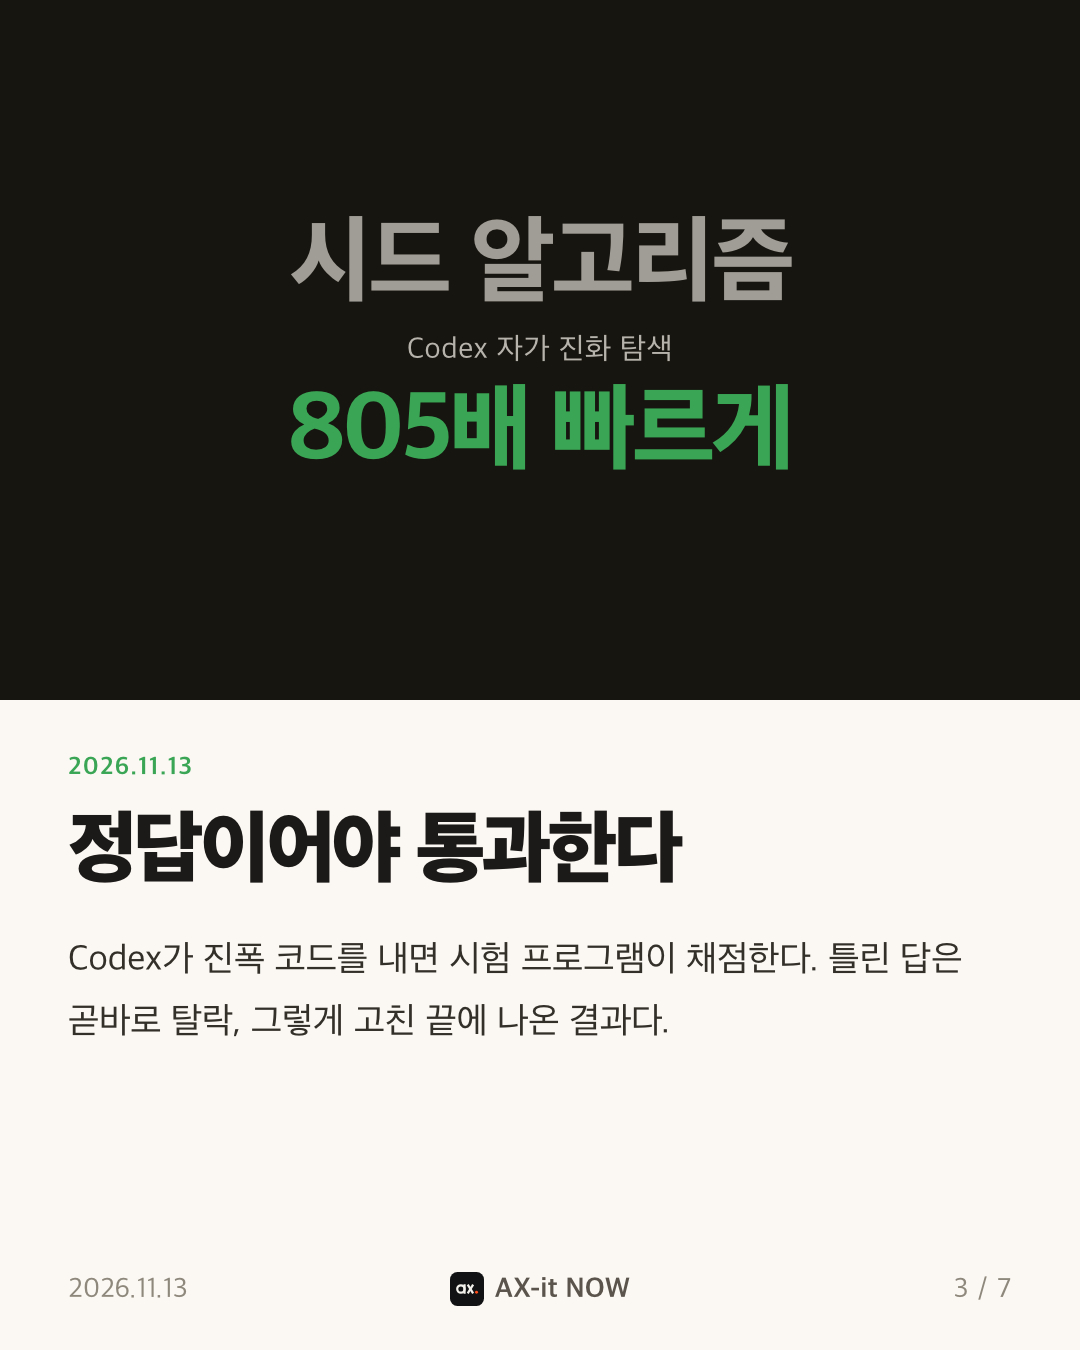 시드 알고리즘
Codex 자가 진화 탐색
805배 빠르게
2026.11.13
정답이어야 통과한다
Codex가 진폭 코드를 내면 시험 프로그램이 채점한다. 틀린 답은
곧바로 탈락, 그렇게 고친 끝에 나온 결과다.
2026.11.13
ax.
AX-it NOW
3 / 7